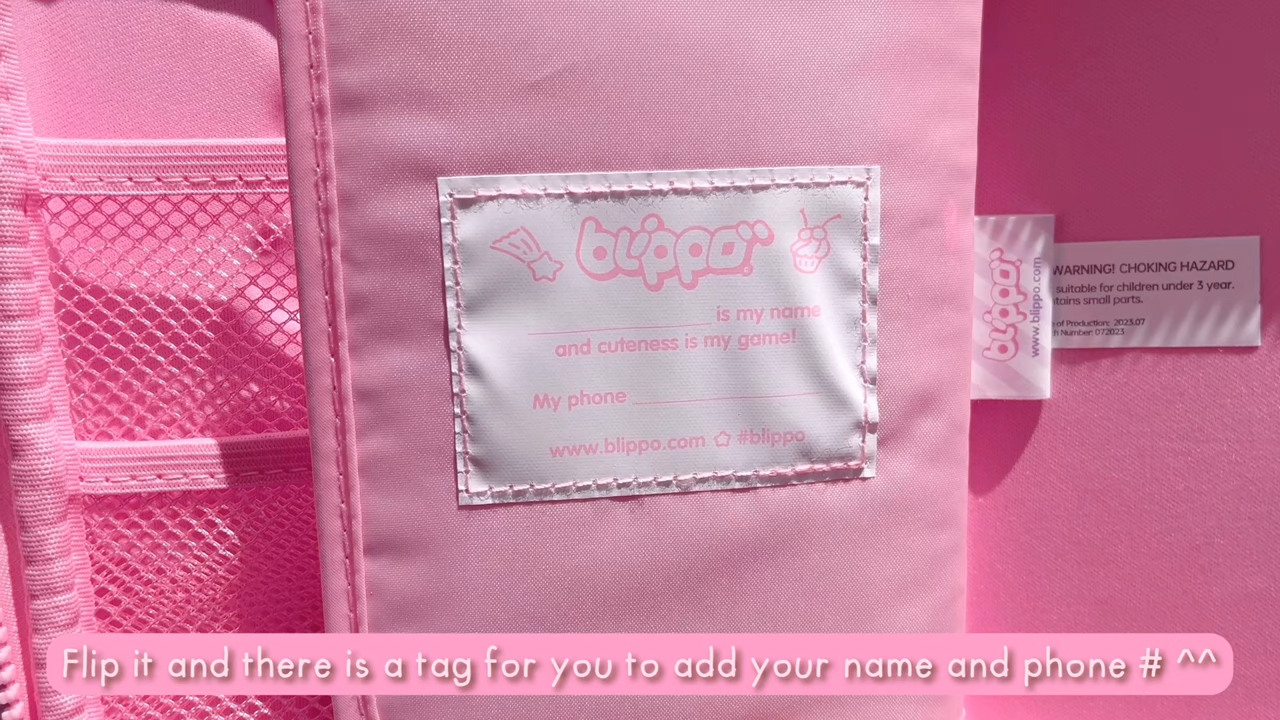 blippo
is my name
and cuteness is my game!
My phone
www.blippo.com #blippo
blippo
www.blippo.com
WARNING! CHOKING HAZARD
suitable for children under 3 year.
small parts.
of Production: 2023.07
Number: 072023
Flip it and there is a tag for you to add your name and phone # ^^